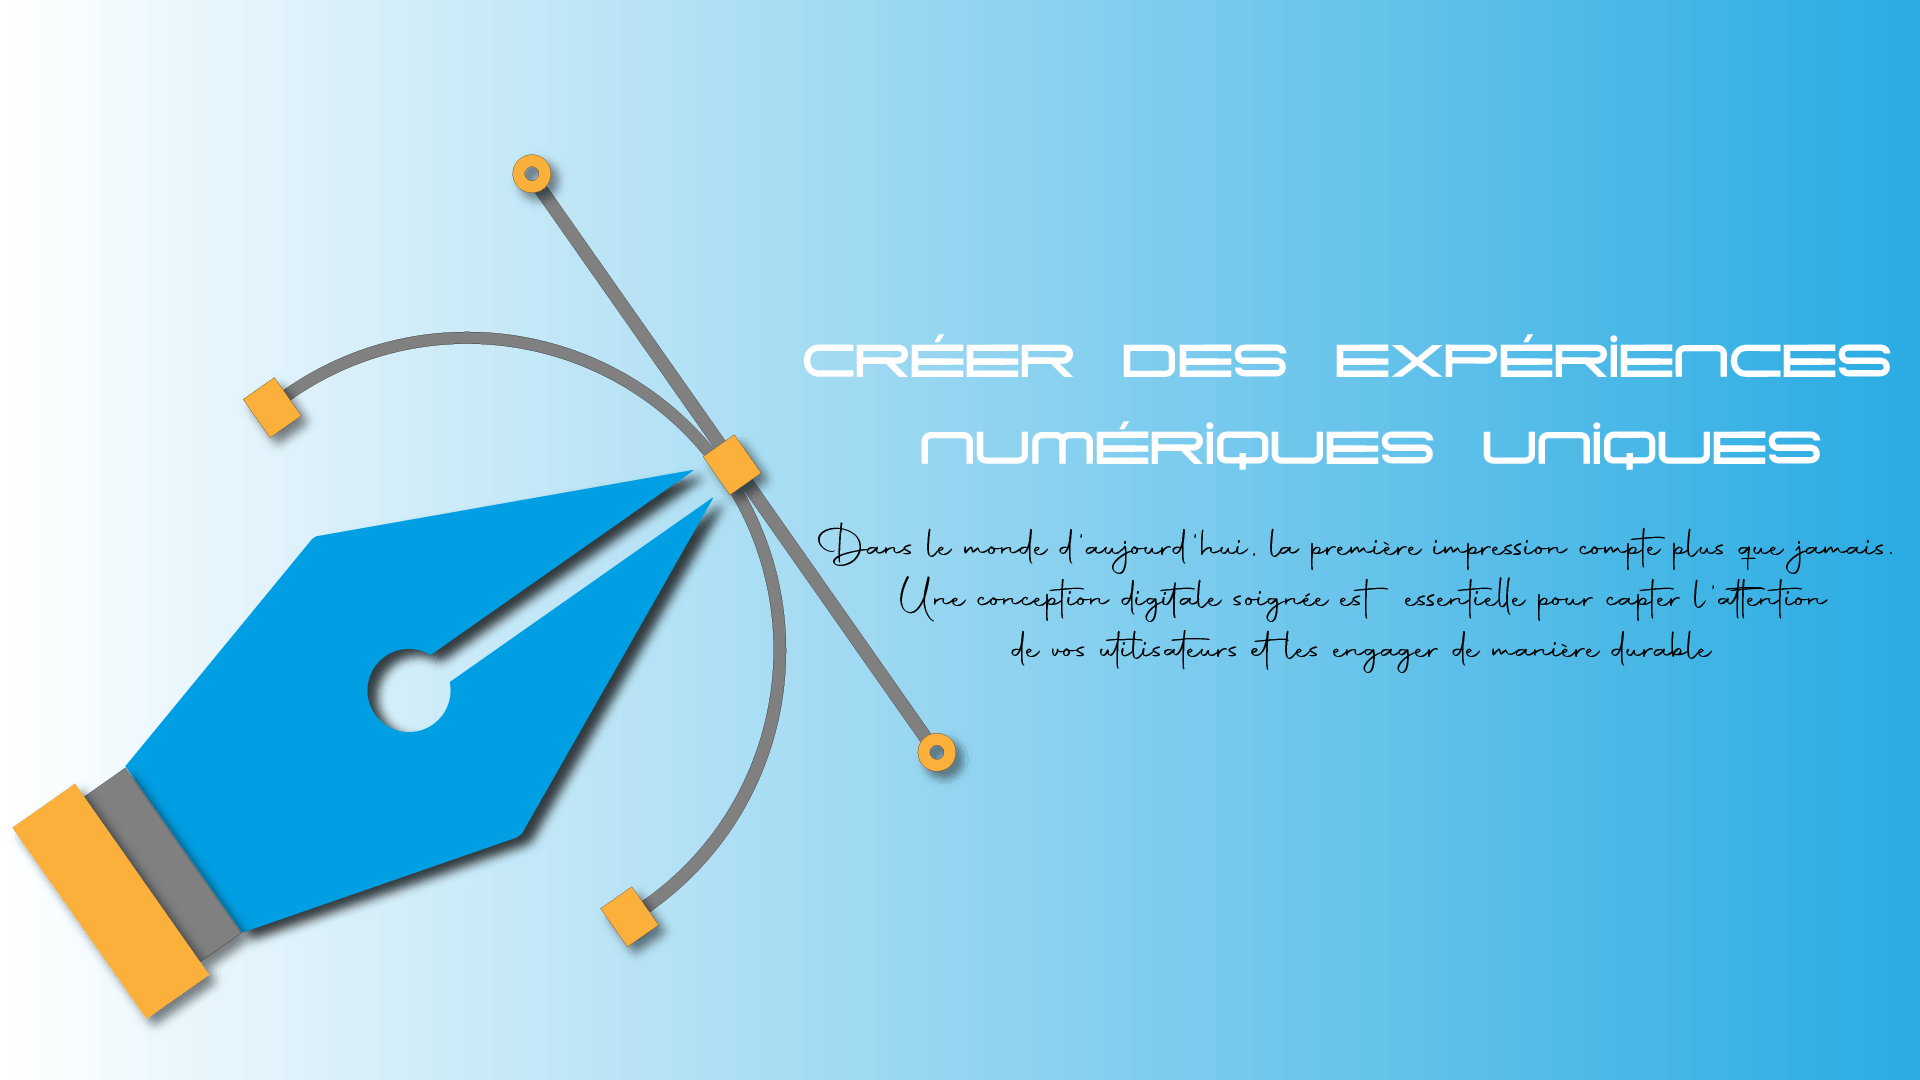 CRÉER DES EXPÉRIENCES
NUMÉRIQUES UNIQUES
Dans le monde d'aujourd'hui, la première impression compte plus que jamais.
Une conception digitale soignée est essentielle pour capter l'attention
de vos utilisateurs et les engager de manière durable